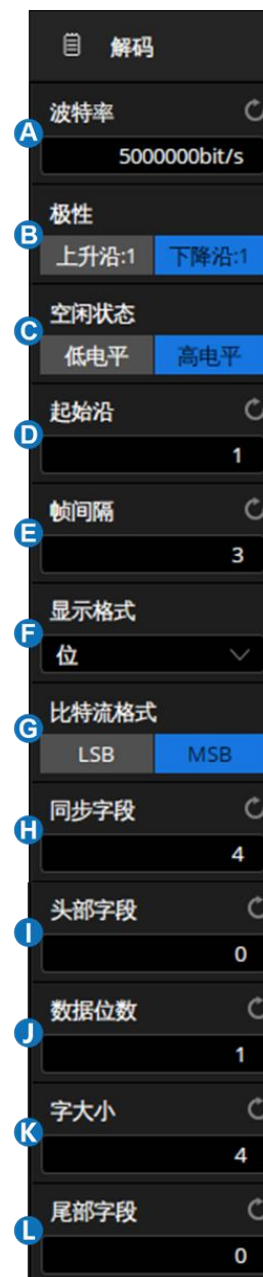 解码
A
波特率
5000000bit/s
B
极性
上升沿:1 下降沿:1
C
空闲状态
低电平 高电平
D
起始沿
1
E
帧间隔
3
F
显示格式
位
G
比特流格式
LSB MSB
H
同步字段
4
I
头部字段
0
J
数据位数
1
K
字大小
4
L
尾部字段
0